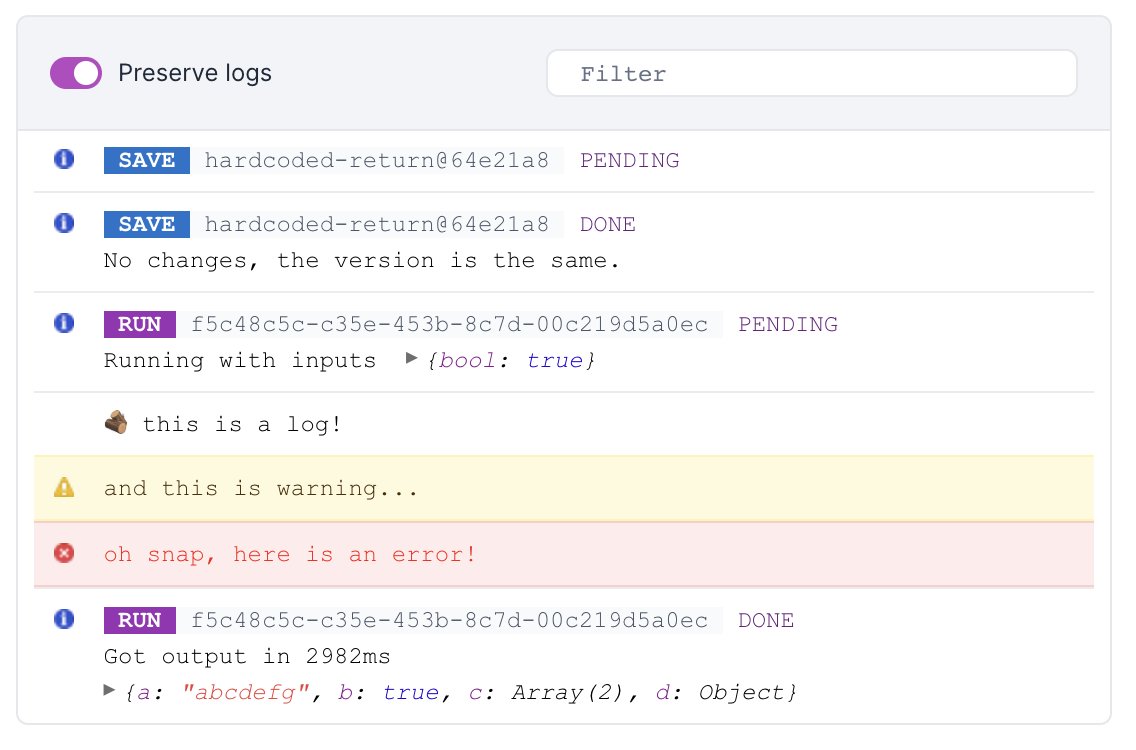 Preserve logs
Filter
SAVE hardcoded-return@64e21a8 PENDING
SAVE hardcoded-return@64e21a8 DONE
No changes, the version is the same.
RUN f5c48c5c-c35e-453b-8c7d-00c219d5a0ec PENDING
Running with inputs ▶ {bool: true}
🪵 this is a log!
and this is warning...
oh snap, here is an error!
RUN f5c48c5c-c35e-453b-8c7d-00c219d5a0ec DONE
Got output in 2982ms
▶ {a: "abcdefg", b: true, c: Array(2), d: Object}